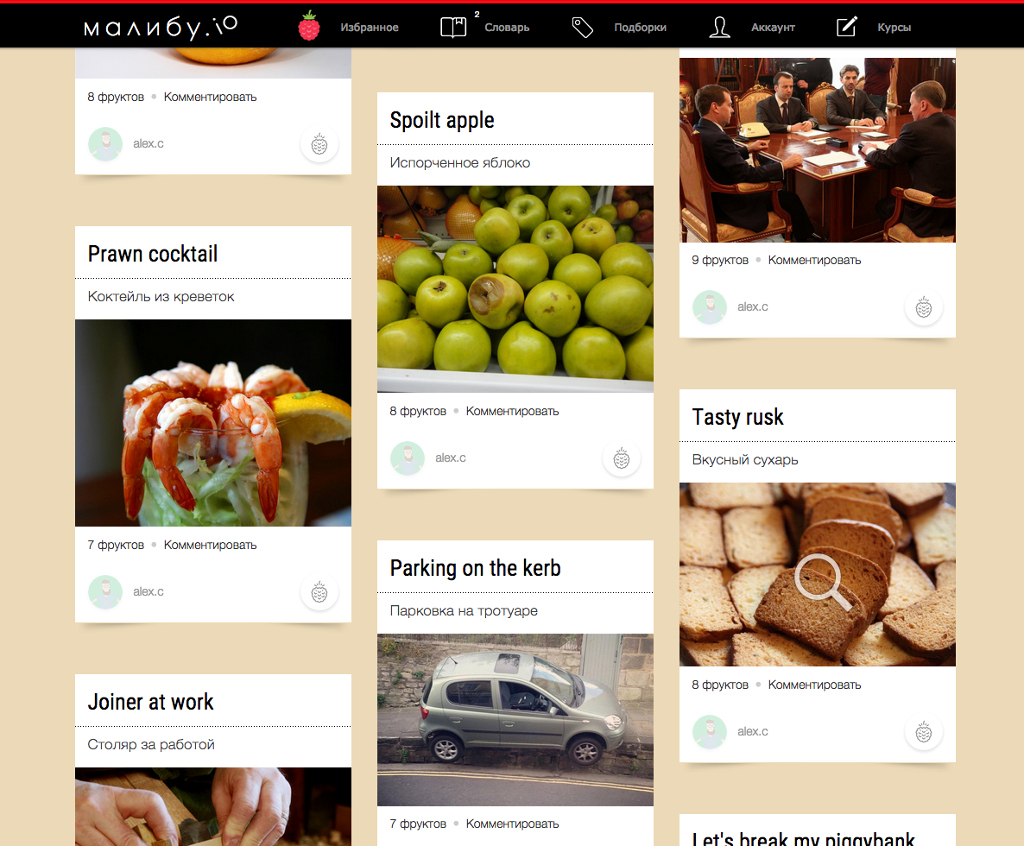 малибу.io
Избранное
2
Словарь
Подборки
Аккаунт
Курсы
8 фруктов • Комментировать
alex.c
Prawn cocktail
Коктейль из креветок
7 фруктов • Комментировать
alex.c
Joiner at work
Столяр за работой
Spoilt apple
Испорченное яблоко
8 фруктов • Комментировать
alex.c
Parking on the kerb
Парковка на тротуаре
7 фруктов • Комментировать
9 фруктов • Комментировать
alex.c
Tasty rusk
Вкусный сухарь
8 фруктов • Комментировать
alex.c
Let's break my piggybank